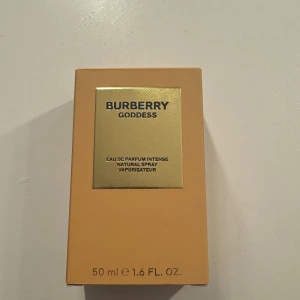 BURBERRY
GODDESS
EAU DE PARFUM INTENSE
NATURAL SPRAY
VAPORISATEUR
50 ml ℮ 1.6 FL. OZ.